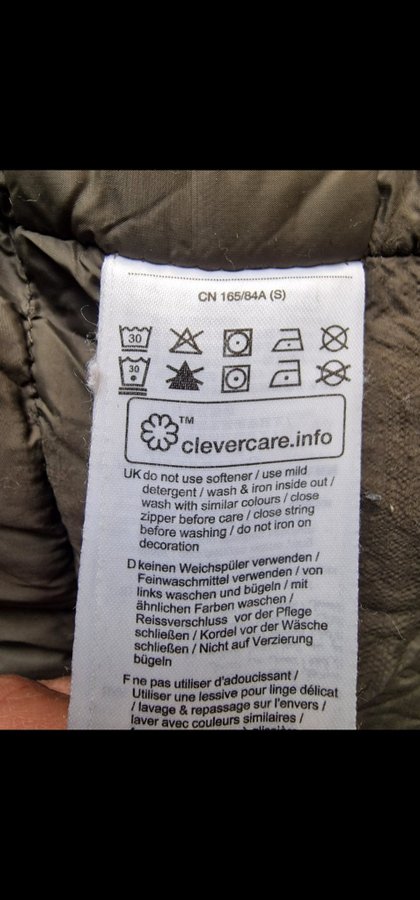 CN 165/84A (S)
30
30
TM
clevercare.info
UK do not use softener / use mild
detergent / wash & iron inside out /
wash with similar colours / close
zipper before care / close string
before washing / do not iron on
decoration
D keinen Weichspüler verwenden /
Feinwaschmittel verwenden / von
links waschen und bügeln / mit
ähnlichen Farben waschen /
Reissverschluss vor der Pflege
schließen / Kordel vor der Wäsche
schließen / Nicht auf Verzierung
bügeln
F ne pas utiliser d'adoucissant /
Utiliser une lessive pour linge délicat
/ lavage & repassage sur l'envers /
laver avec couleurs similaires /